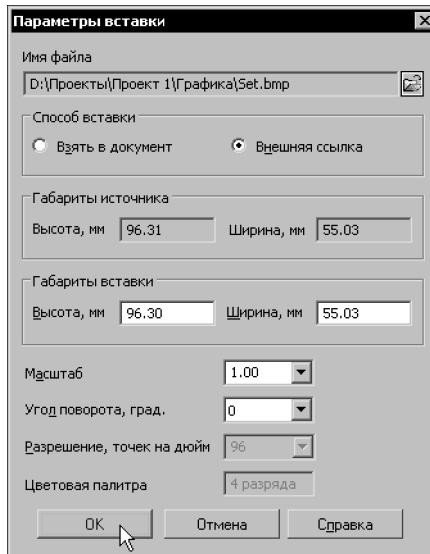 Параметры вставки
Имя файла
D:\Проекты\Проект 1\Графика\Set.bmp
Способ вставки
Взять в документ Внешняя ссылка
Габариты источника
Высота, мм 96.31 Ширина, мм 55.03
Габариты вставки
Высота, мм 96.30 Ширина, мм 55.03
Масштаб 1.00
Угол поворота, град. 0
Разрешение, точек на дюйм 96
Цветовая палитра 4 разряда
OK Отмена Справка